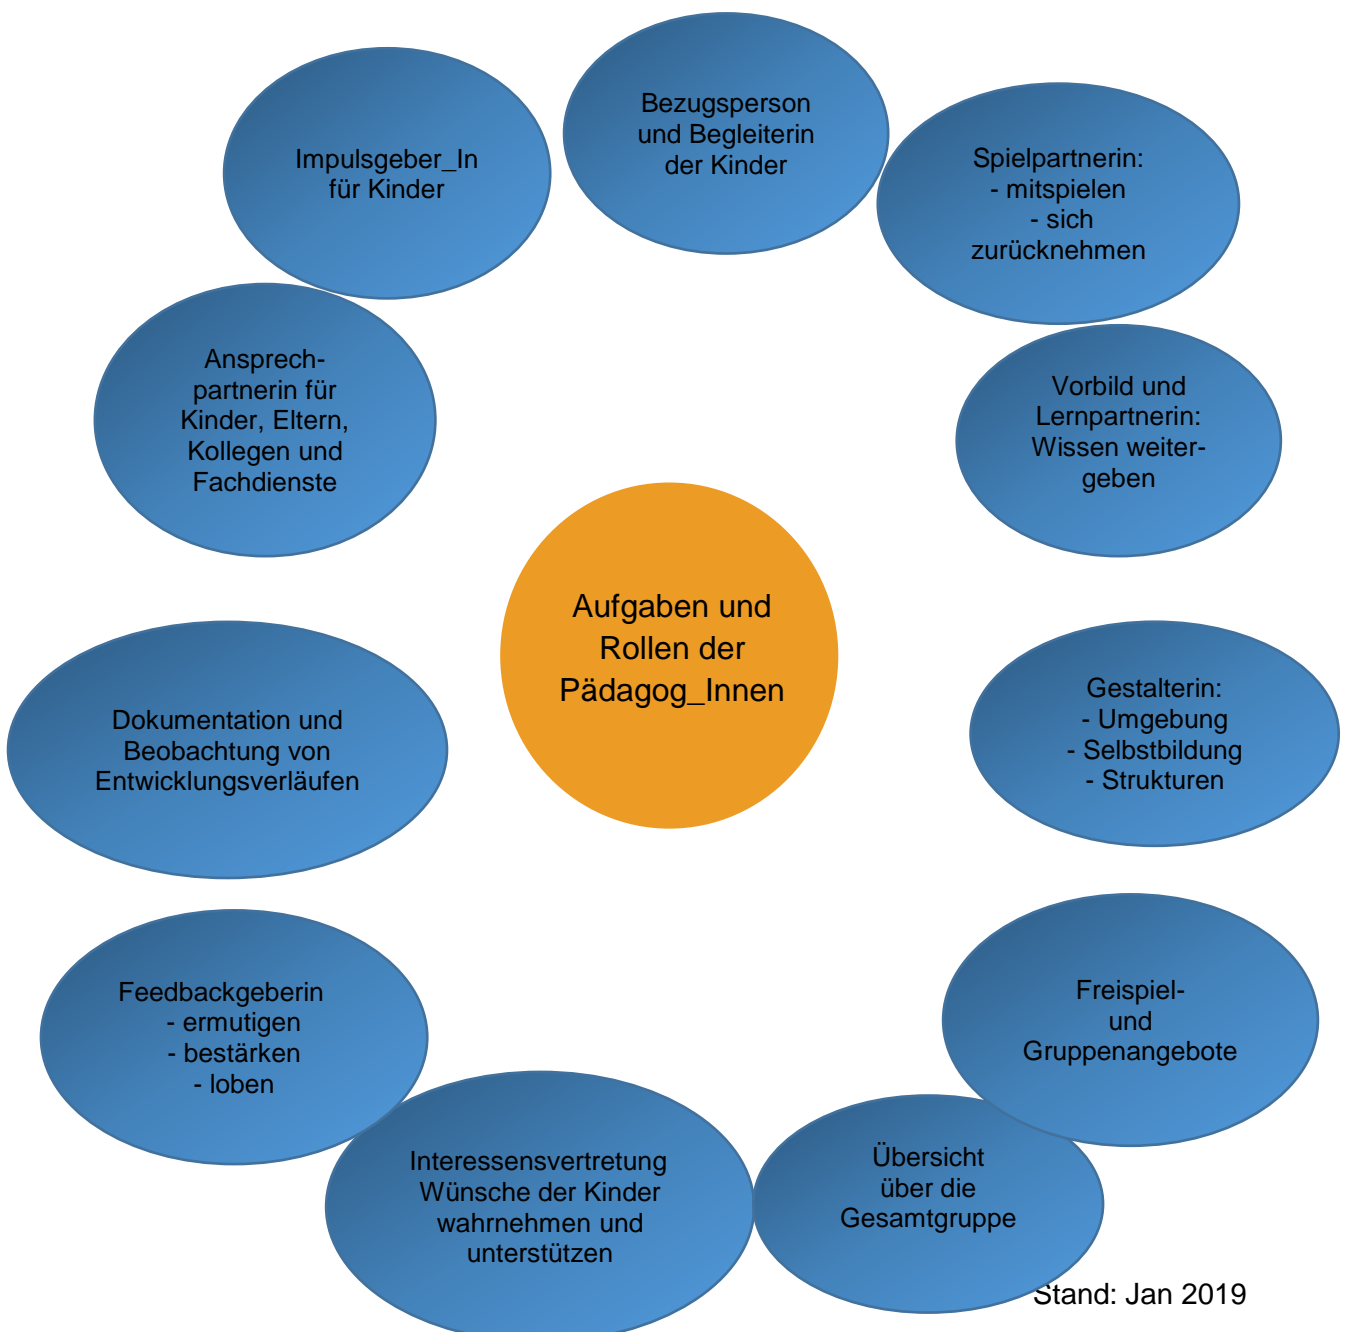 Bezugsperson
und Begleiterin
der Kinder
Impulsgeber_In
für Kinder
Spielpartnerin:
- mitspielen
- sich
zurücknehmen
Ansprech-
partnerin für
Kinder, Eltern,
Kollegen und
Fachdienste
Vorbild und
Lernpartnerin:
Wissen weiter-
geben
Aufgaben und
Rollen der
Pädagog_Innen
Dokumentation und
Beobachtung von
Entwicklungsverläufen
Gestalterin:
- Umgebung
- Selbstbildung
- Strukturen
Feedbackgeberin
- ermutigen
- bestärken
- loben
Freispiel-
und
Gruppenangebote
Interessensvertretung
Wünsche der Kinder
wahrnehmen und
unterstützen
Übersicht
über die
Gesamtgruppe
Stand: Jan 2019